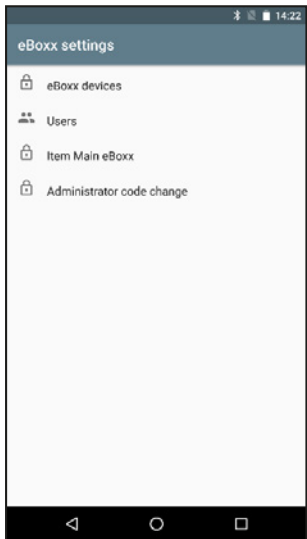 14:22
eBoxx settings
eBoxx devices
Users
Item Main eBoxx
Administrator code change